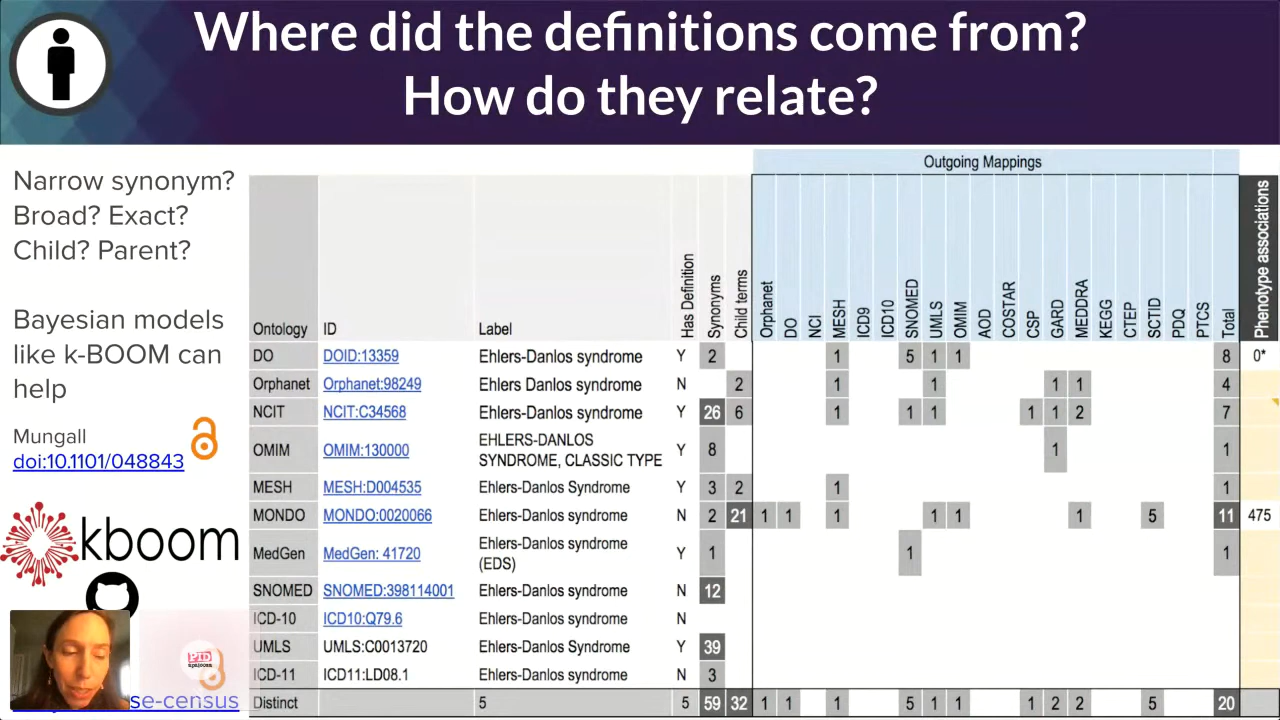 Where did the definitions come from?
How do they relate?
Narrow synonym?
Broad? Exact?
Child? Parent?
Bayesian models
like k-BOOM can
help
Mungall
doi:10.1101/048843
kboom
PID
se-census
Outgoing Mappings
Ontology ID Label Has Definition Synonyms Child terms Orphanet DO NCI MESH ICD9 ICD10 SNOMED UMLS OMIM AOD COSTAR CSP GARD MEDDRA KEGG CTEP SCTID PDQ PTCS Total Phenotype associations
DO DOID:13359 Ehlers-Danlos syndrome Y 2 1 5 1 1 8 0*
Orphanet Orphanet:98249 Ehlers Danlos syndrome N 2 1 1 1 1 4
NCIT NCIT:C34568 Ehlers-Danlos syndrome Y 26 6 1 1 1 1 1 2 7
OMIM OMIM:130000 EHLERS-DANLOS
SYNDROME, CLASSIC TYPE Y 8 1 1
MESH MESH:D004535 Ehlers-Danlos Syndrome Y 3 2 1 1
MONDO MONDO:0020066 Ehlers-Danlos syndrome N 2 21 1 1 1 1 1 1 5 11 475
MedGen MedGen: 41720 Ehlers-Danlos syndrome
(EDS) Y 1 1 1
SNOMED SNOMED:398114001 Ehlers-Danlos syndrome N 12
ICD-10 ICD10:Q79.6 Ehlers-Danlos syndrome N
UMLS UMLS:C0013720 Ehlers-Danlos Syndrome Y 39
ICD-11 ICD11:LD08.1 Ehlers-Danlos syndrome N 3
Distinct 5 5 59 32 1 1 1 5 1 1 1 2 2 5 20